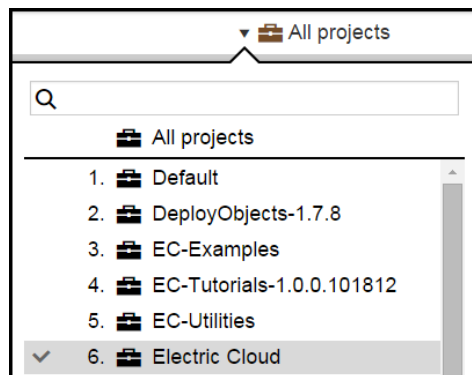 All projects
All projects
1. Default
2. DeployObjects-1.7.8
3. EC-Examples
4. EC-Tutorials-1.0.0.101812
5. EC-Utilities
6. Electric Cloud